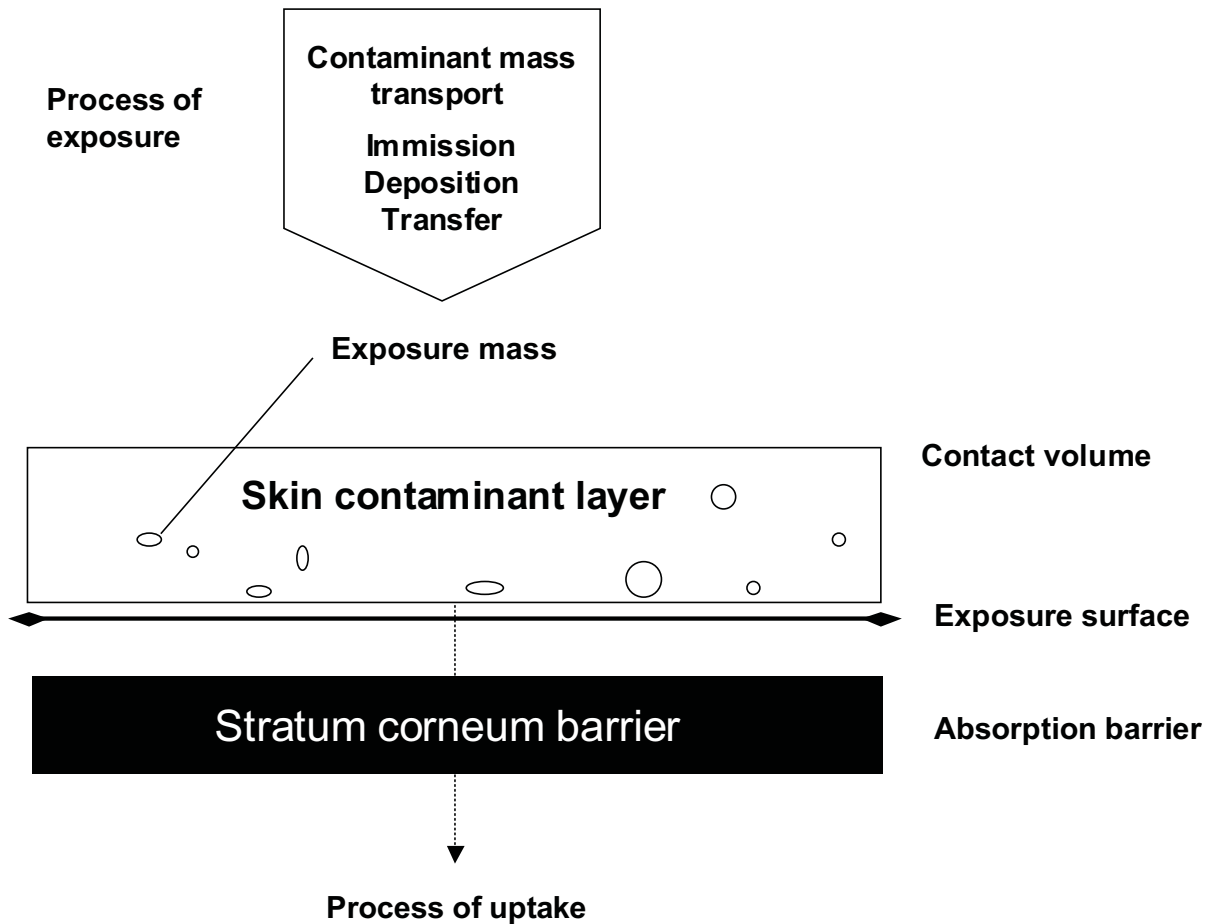 Process of
exposure
Contaminant mass
transport
Immission
Deposition
Transfer
Exposure mass
Contact volume
Skin contaminant layer
Exposure surface
Stratum corneum barrier
Absorption barrier
Process of uptake